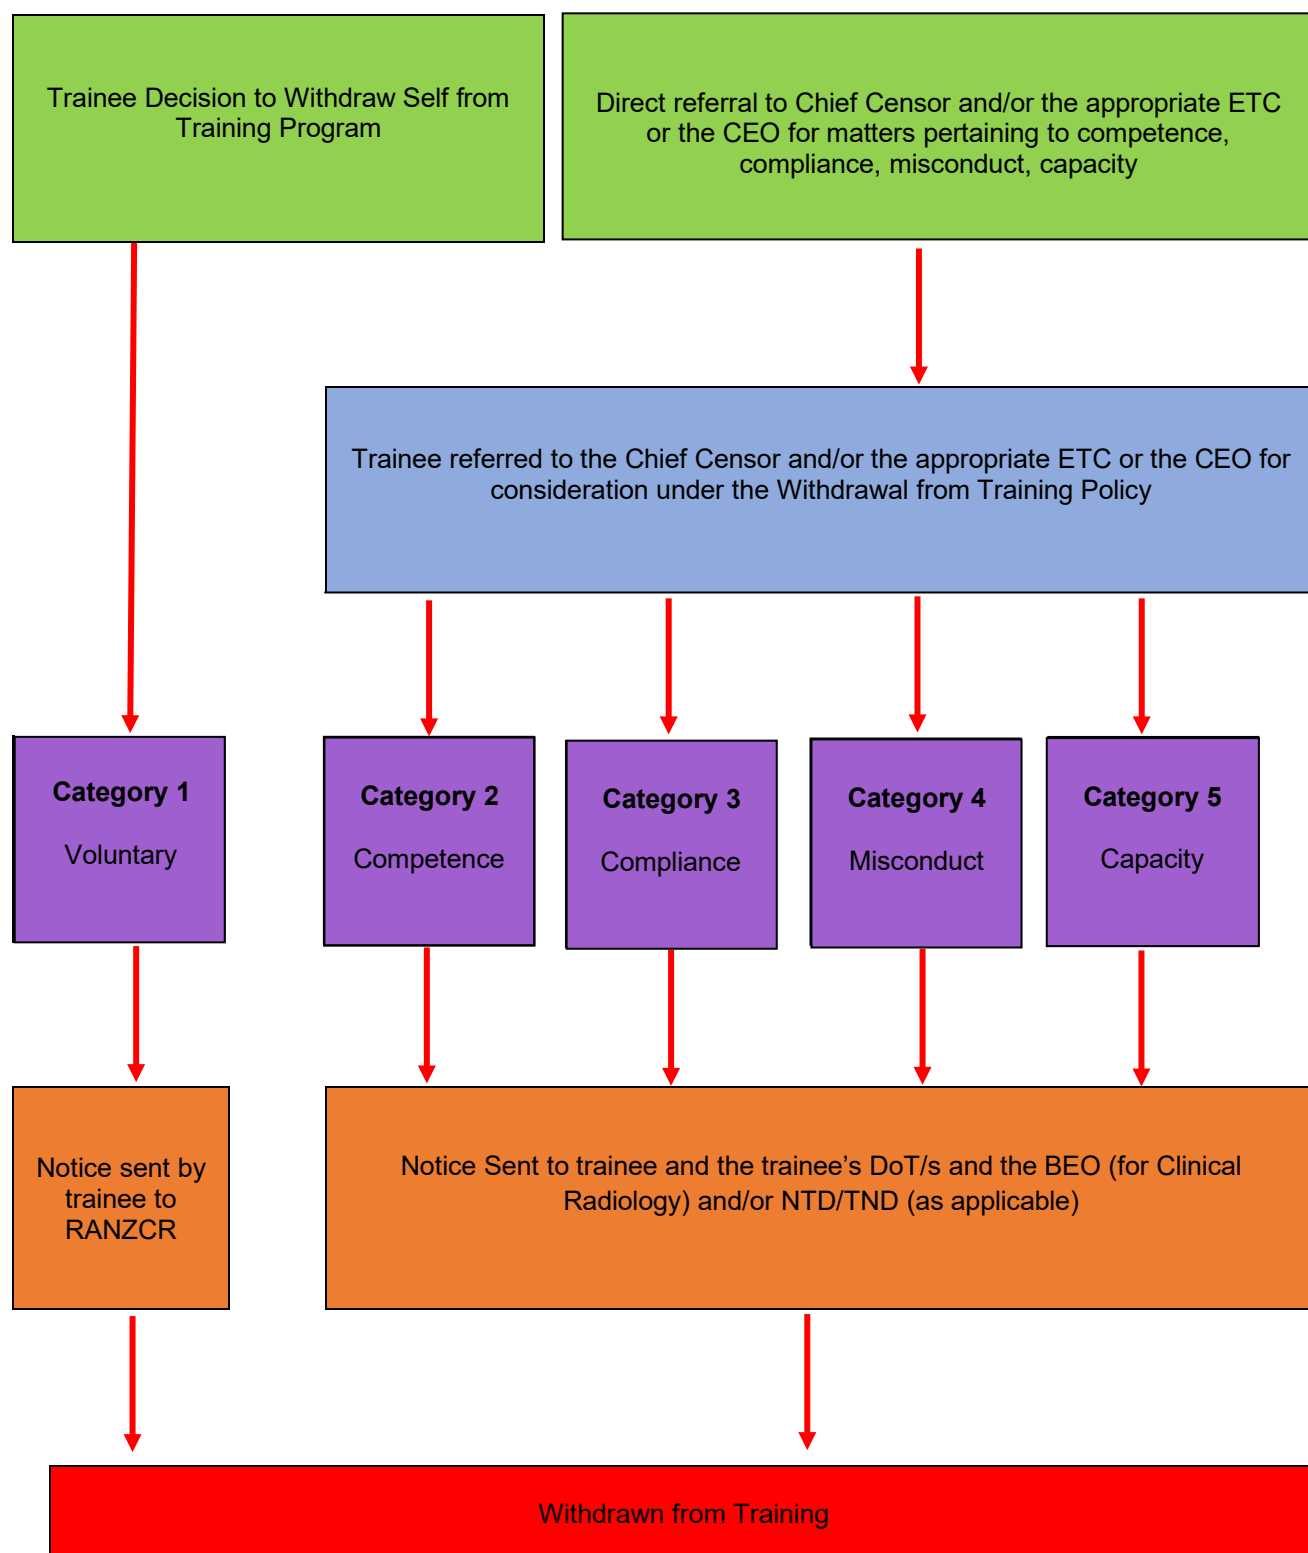 Trainee Decision to Withdraw Self from
Training Program
Direct referral to Chief Censor and/or the appropriate ETC
or the CEO for matters pertaining to competence,
compliance, misconduct, capacity
Trainee referred to the Chief Censor and/or the appropriate ETC or the CEO for
consideration under the Withdrawal from Training Policy
Category 1
Voluntary
Category 2
Competence
Category 3
Compliance
Category 4
Misconduct
Category 5
Capacity
Notice sent by
trainee to
RANZCR
Notice Sent to trainee and the trainee’s DoT/s and the BEO (for Clinical
Radiology) and/or NTD/TND (as applicable)
Withdrawn from Training